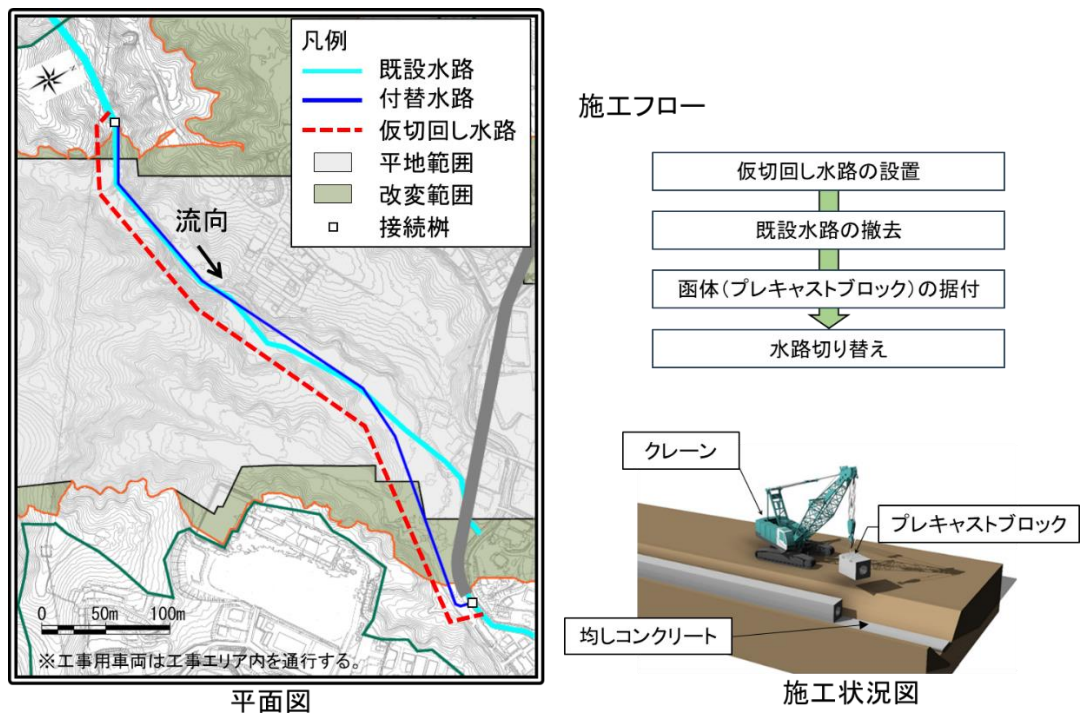 凡例
既設水路
付替水路
仮切回し水路
平地範囲
改変範囲
接続桝
流向
0 50m 100m
※工事用車両は工事エリア内を通行する。
平面図
施工フロー
仮切回し水路の設置
既設水路の撤去
函体(プレキャストブロック)の据付
水路切り替え
クレーン
プレキャストブロック
均しコンクリート
施工状況図